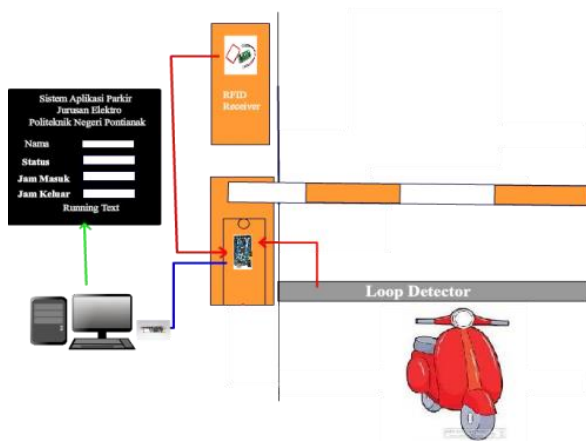 Sistem Aplikasi Parkir
Jurusan Elektro
Politeknik Negeri Pontianak
Nama
Status
Jam Masuk
Jam Keluar
Running Text
RFID
Receiver
Loop Detector